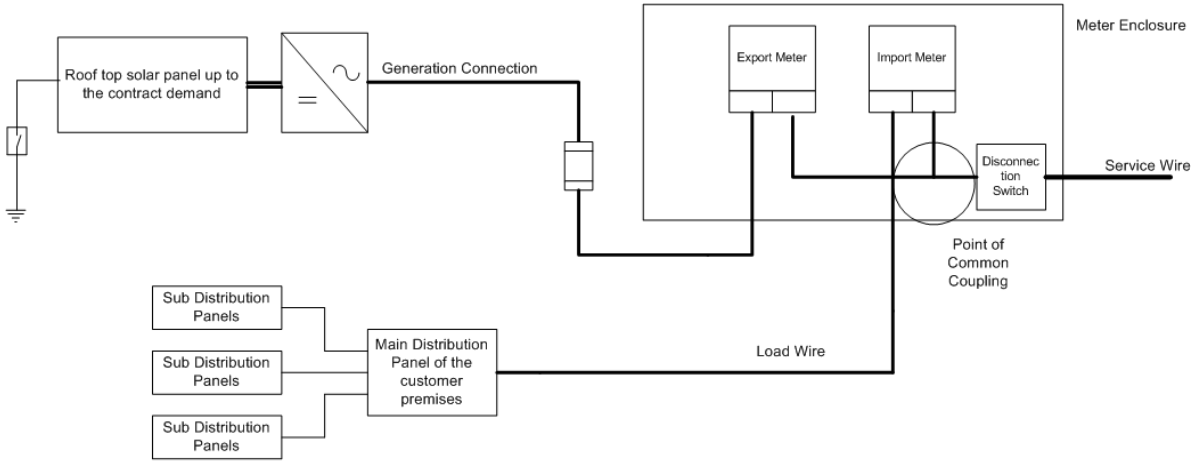 Meter Enclosure
Roof top solar panel up to
the contract demand
Generation Connection
Export Meter
Import Meter
Disconnec
tion
Switch
Service Wire
Point of
Common
Coupling
Sub Distribution
Panels
Sub Distribution
Panels
Sub Distribution
Panels
Main Distribution
Panel of the
customer
premises
Load Wire